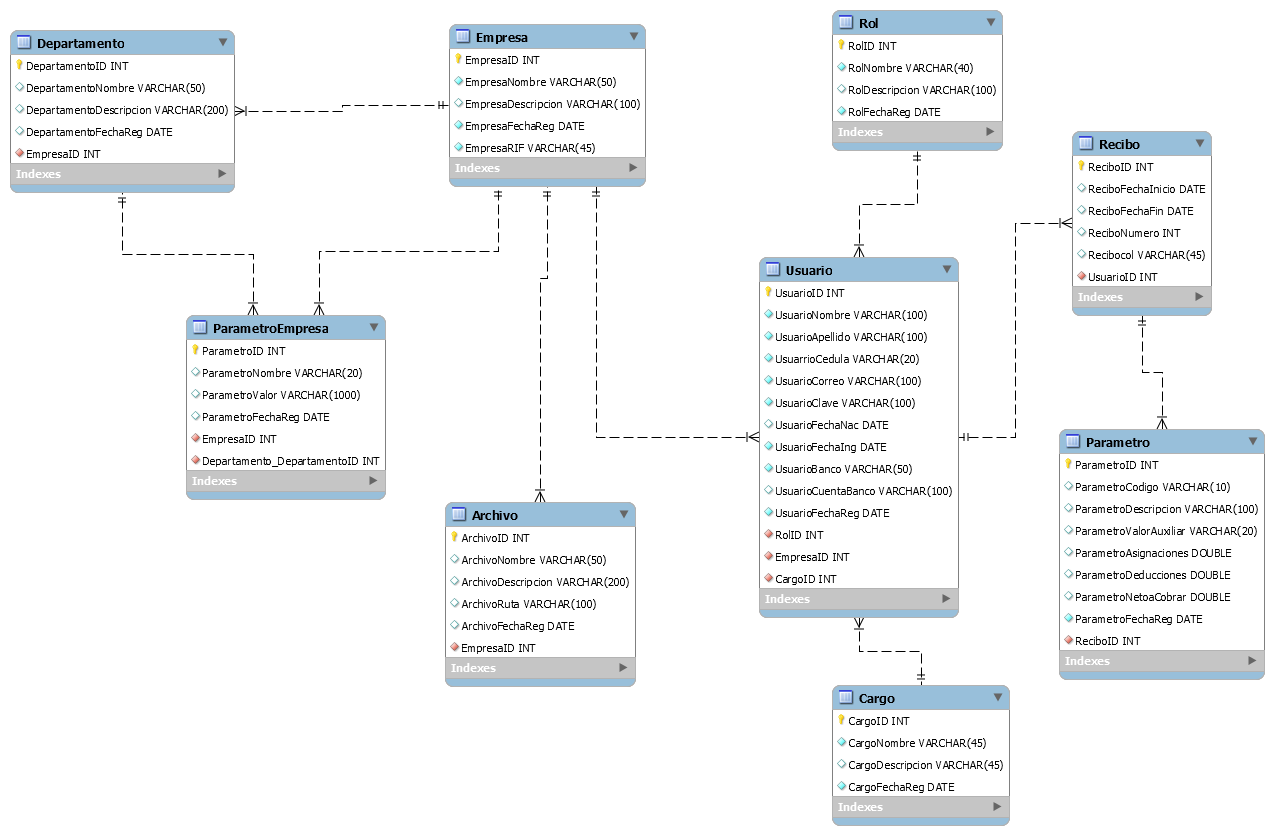 Departamento
DepartamentoID INT
DepartamentoNombre VARCHAR(50)
DepartamentoDescripcion VARCHAR(200)
DepartamentoFechaReg DATE
EmpresaID INT
Indexes
Empresa
EmpresaID INT
EmpresaNombre VARCHAR(50)
EmpresaDescripcion VARCHAR(100)
EmpresaFechaReg DATE
EmpresaRIF VARCHAR(45)
Indexes
Rol
RolID INT
RolNombre VARCHAR(40)
RolDescripcion VARCHAR(100)
RolFechaReg DATE
Indexes
Recibo
ReciboID INT
ReciboFechaInicio DATE
ReciboFechaFin DATE
ReciboNumero INT
Recibocol VARCHAR(45)
UsuarioID INT
Indexes
ParametroEmpresa
ParametroID INT
ParametroNombre VARCHAR(20)
ParametroValor VARCHAR(1000)
ParametroFechaReg DATE
EmpresaID INT
Departamento_DepartamentoID INT
Indexes
Usuario
UsuarioID INT
UsuarioNombre VARCHAR(100)
UsuarioApellido VARCHAR(100)
UsuarrioCedula VARCHAR(20)
UsuarioCorreo VARCHAR(100)
UsuarioClave VARCHAR(100)
UsuarioFechaNac DATE
UsuarioFechaIng DATE
UsuarioBanco VARCHAR(50)
UsuarioCuentaBanco VARCHAR(100)
UsuarioFechaReg DATE
RolID INT
EmpresaID INT
CargoID INT
Indexes
Archivo
ArchivoID INT
ArchivoNombre VARCHAR(50)
ArchivoDescripcion VARCHAR(200)
ArchivoRuta VARCHAR(100)
ArchivoFechaReg DATE
EmpresaID INT
Indexes
Parametro
ParametroID INT
ParametroCodigo VARCHAR(10)
ParametroDescripcion VARCHAR(100)
ParametroValorAuxiliar VARCHAR(20)
ParametroAsignaciones DOUBLE
ParametroDeducciones DOUBLE
ParametroNetoaCobrar DOUBLE
ParametroFechaReg DATE
ReciboID INT
Indexes
Cargo
CargoID INT
CargoNombre VARCHAR(45)
CargoDescripcion VARCHAR(45)
CargoFechaReg DATE
Indexes